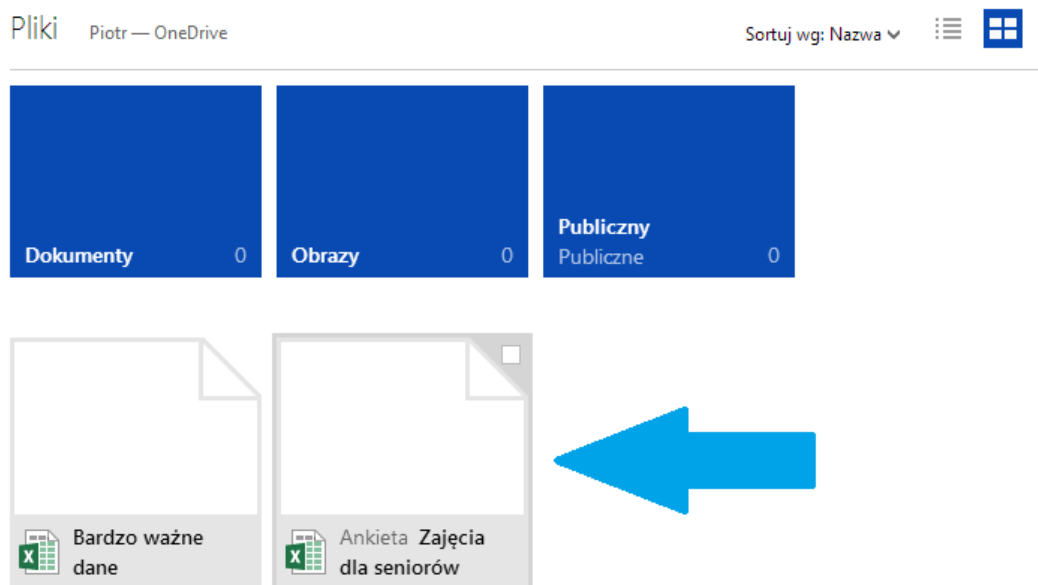 Pliki Piotr — OneDrive Sortuj wg: Nazwa
Dokumenty 0
Obrazy 0
Publiczny
Publiczne 0
Bardzo ważne
dane
Ankieta Zajęcia
dla seniorów